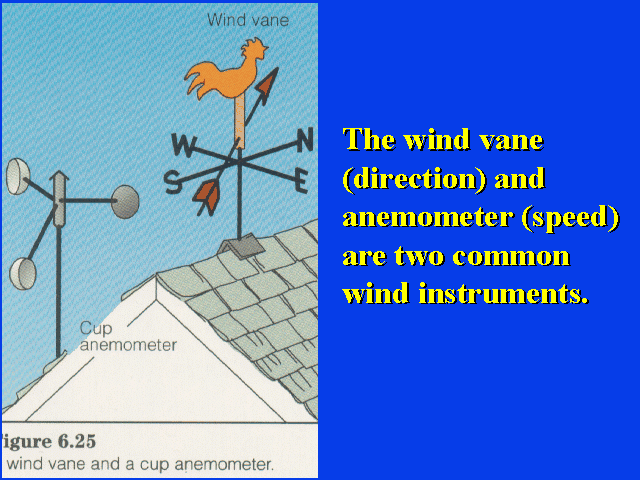 Wind vane
W N
S E
Cup
anemometer
igure 6.25
wind vane and a cup anemometer.
The wind vane
(direction) and
anemometer (speed)
are two common
wind instruments.